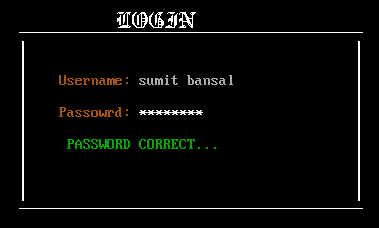 LOGIN
Username: sumit bansal
Passowrd: ********
PASSWORD CORRECT...